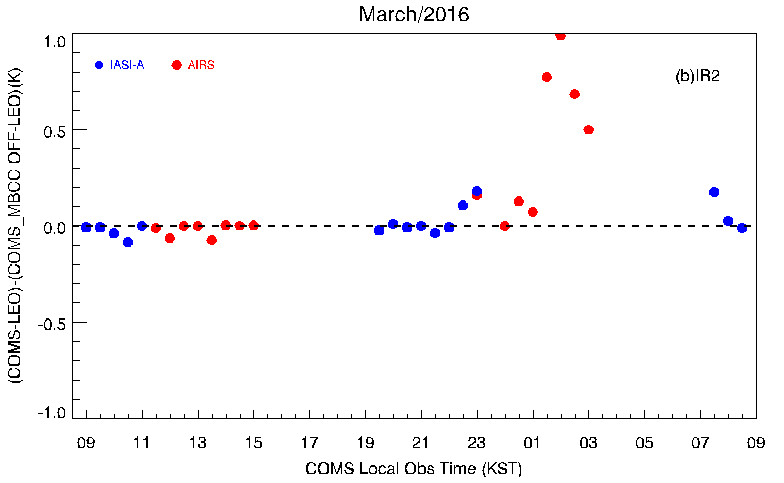 March/2016
1.0
IASI-A AIRS
(b)IR2
0.5
0.0
-0.5
-1.0
(COMS-LEO)-(COMS_MBCC OFF-LEO)(K)
09 11 13 15 17 19 21 23 01 03 05 07 09
COMS Local Obs Time (KST)